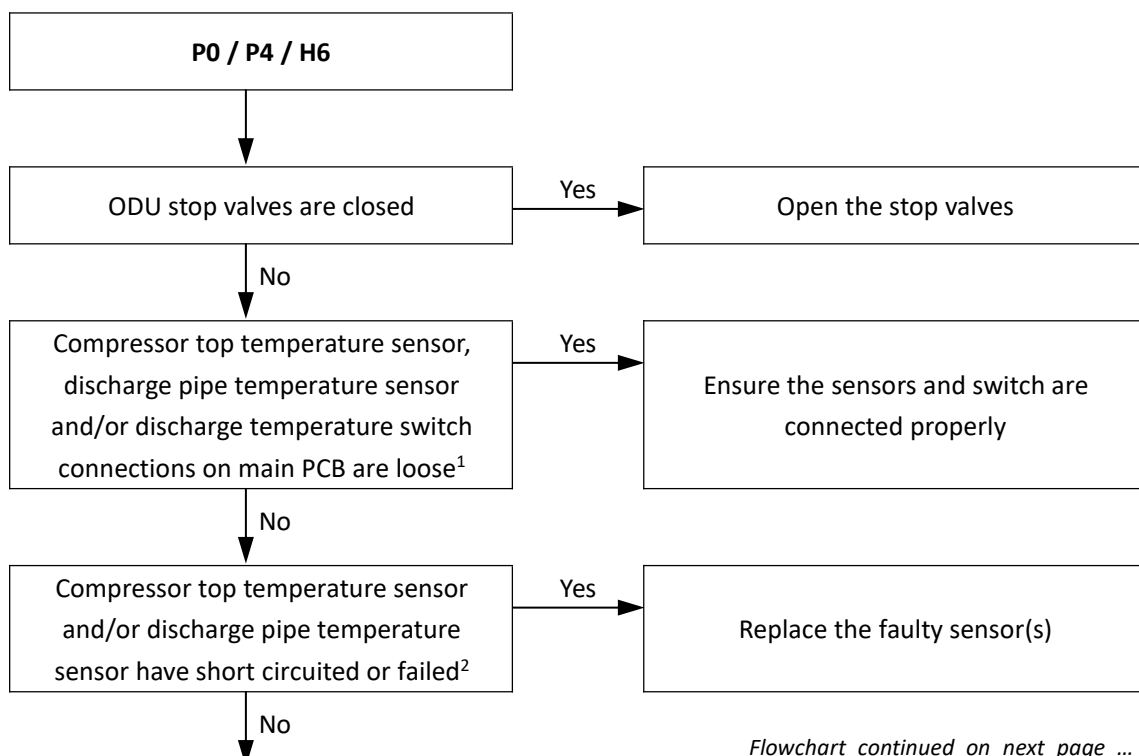 P0 / P4 / H6
ODU stop valves are closed
Yes
Open the stop valves
No
Compressor top temperature sensor,
discharge pipe temperature sensor
and/or discharge temperature switch
connections on main PCB are loose¹
Yes
Ensure the sensors and switch are
connected properly
No
Compressor top temperature sensor
and/or discharge pipe temperature
sensor have short circuited or failed²
Yes
Replace the faulty sensor(s)
No
Flowchart continued on next page …